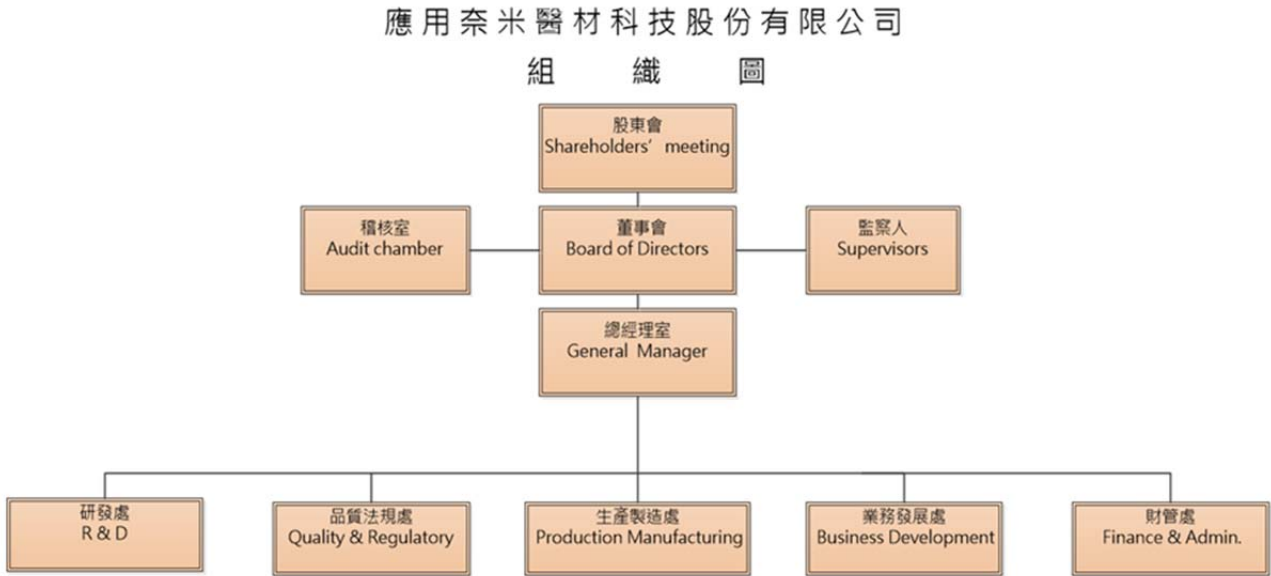 應用奈米醫材科技股份有限公司
組 織 圖
股東會
Shareholders' meeting
稽核室
Audit chamber
董事會
Board of Directors
監察人
Supervisors
總經理室
General Manager
研發處
R & D
品質法規處
Quality & Regulatory
生產製造處
Production Manufacturing
業務發展處
Business Development
財管處
Finance & Admin.